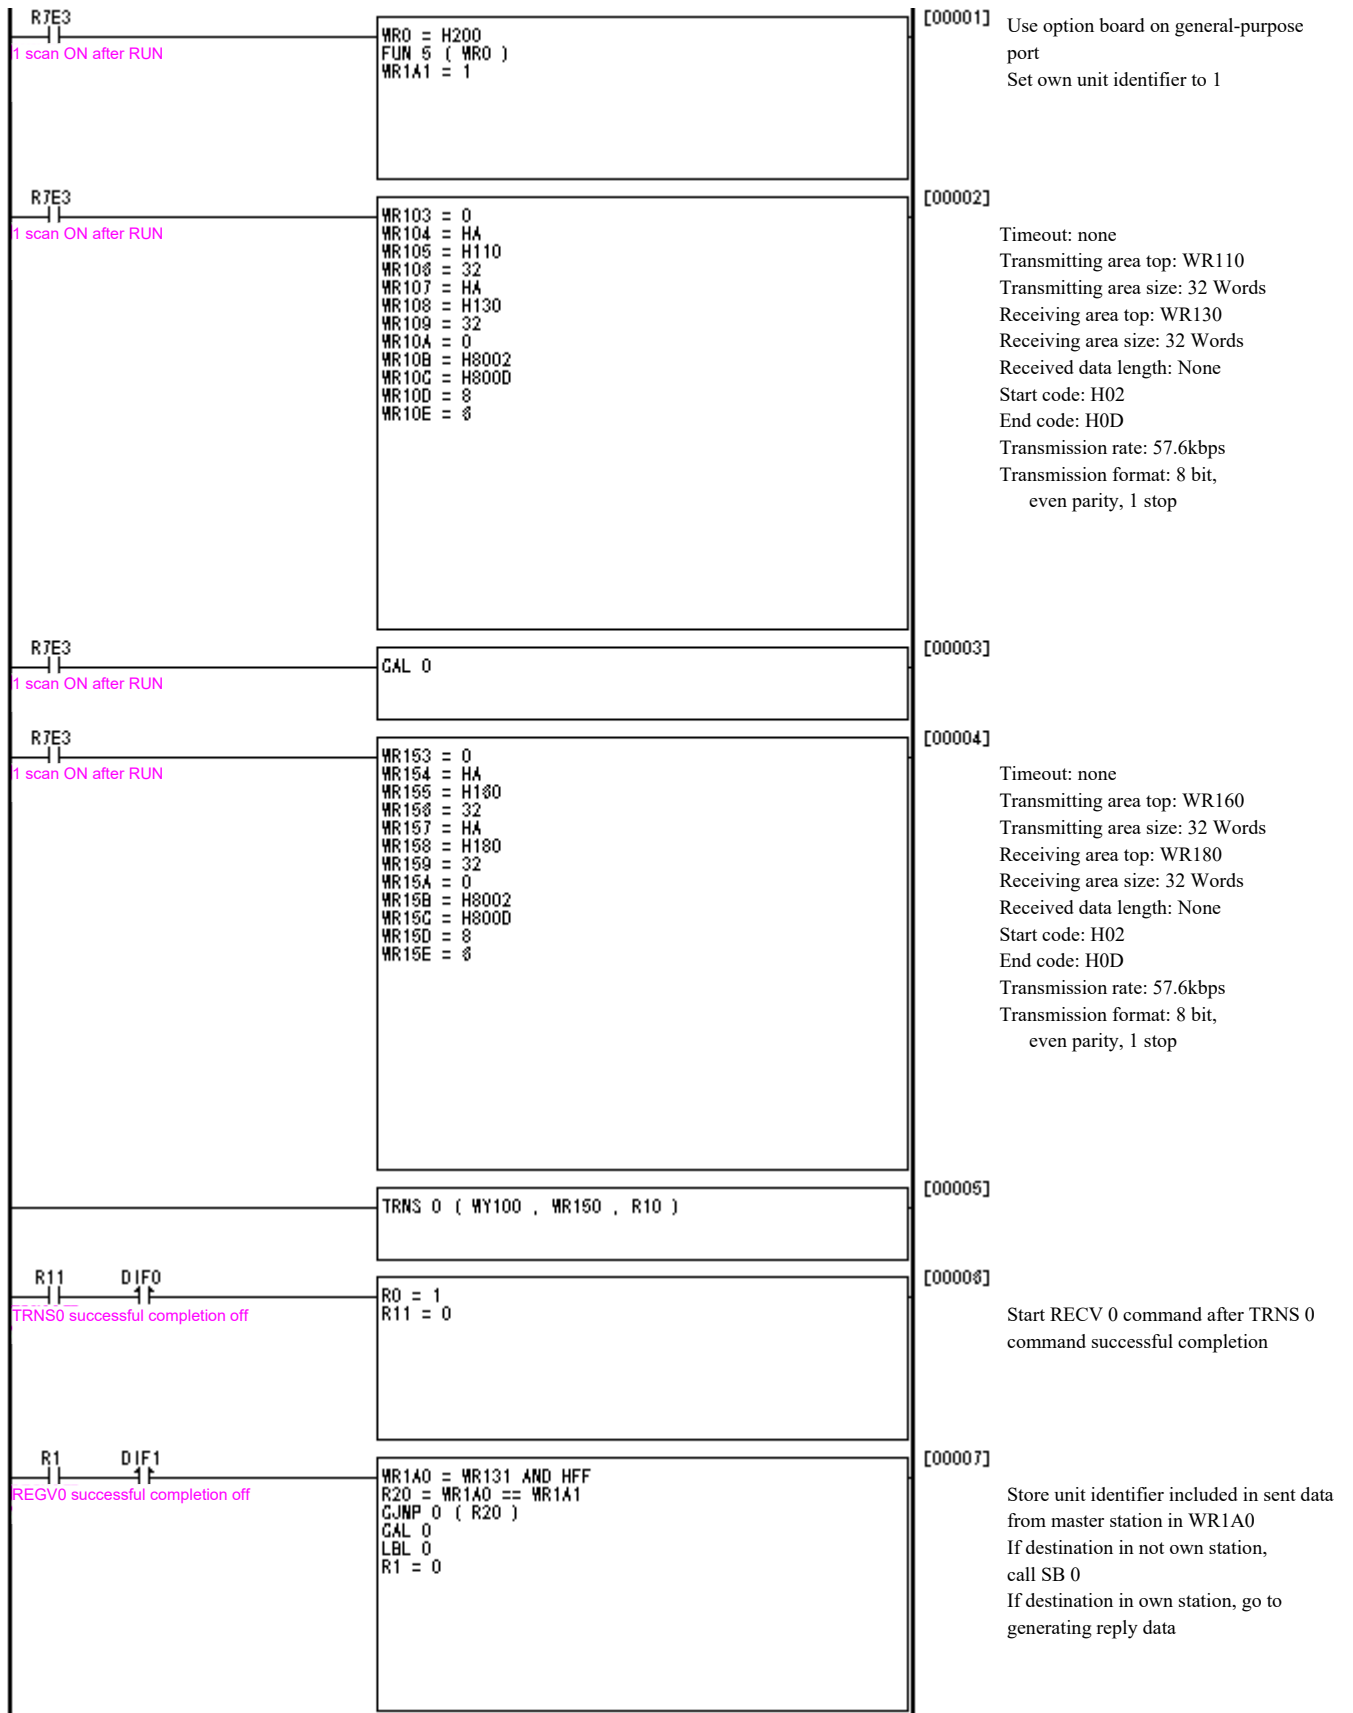 R7E3
[00001]
1 scan ON after RUN
WR0 = H200
FUN 5 ( WR0 )
WR1A1 = 1
Use option board on general-purpose
port
Set own unit identifier to 1
R7E3
[00002]
1 scan ON after RUN
WR103 = 0
WR104 = HA
WR105 = H110
WR106 = 32
WR107 = HA
WR108 = H130
WR109 = 32
WR10A = 0
WR10B = H8002
WR10C = H800D
WR10D = 8
WR10E = 6
Timeout: none
Transmitting area top: WR110
Transmitting area size: 32 Words
Receiving area top: WR130
Receiving area size: 32 Words
Received data length: None
Start code: H02
End code: H0D
Transmission rate: 57.6kbps
Transmission format: 8 bit,
even parity, 1 stop
R7E3
[00003]
1 scan ON after RUN
CAL 0
R7E3
[00004]
1 scan ON after RUN
WR153 = 0
WR154 = HA
WR155 = H160
WR156 = 32
WR157 = HA
WR158 = H180
WR159 = 32
WR15A = 0
WR15B = H8002
WR15C = H800D
WR15D = 8
WR15E = 6
Timeout: none
Transmitting area top: WR160
Transmitting area size: 32 Words
Receiving area top: WR180
Receiving area size: 32 Words
Received data length: None
Start code: H02
End code: H0D
Transmission rate: 57.6kbps
Transmission format: 8 bit,
even parity, 1 stop
[00005]
TRNS 0 ( WY100 , WR150 , R10 )
R11 DIF0
[00006]
TRNS0 successful completion off
R0 = 1
R11 = 0
Start RECV 0 command after TRNS 0
command successful completion
R1 DIF1
[00007]
REGV0 successful completion off
WR1A0 = WR131 AND HFF
R20 = WR1A0 == WR1A1
CJMP 0 ( R20 )
CAL 0
LBL 0
R1 = 0
Store unit identifier included in sent data
from master station in WR1A0
If destination in not own station,
call SB 0
If destination in own station, go to
generating reply data